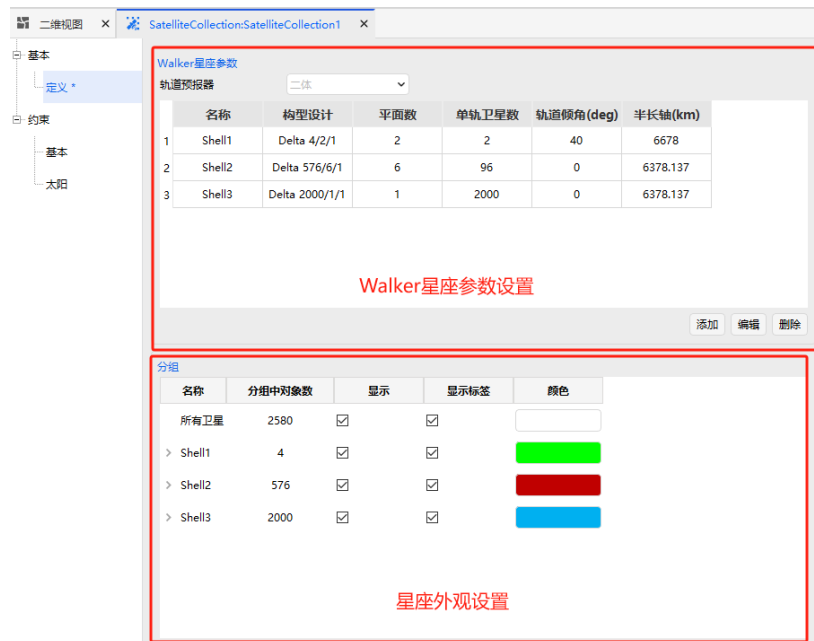 二维视图 × SatelliteCollection:SatelliteCollection1 ×
基本
定义 *
约束
基本
太阳
Walker星座参数
轨道预报器 二体
名称 构型设计 平面数 单轨卫星数 轨道倾角(deg) 半长轴(km)
1 Shell1 Delta 4/2/1 2 2 40 6678
2 Shell2 Delta 576/6/1 6 96 0 6378.137
3 Shell3 Delta 2000/1/1 1 2000 0 6378.137
Walker星座参数设置
添加 编辑 删除
分组
名称 分组中对象数 显示 显示标签 颜色
所有卫星 2580
Shell1 4
Shell2 576
Shell3 2000
星座外观设置